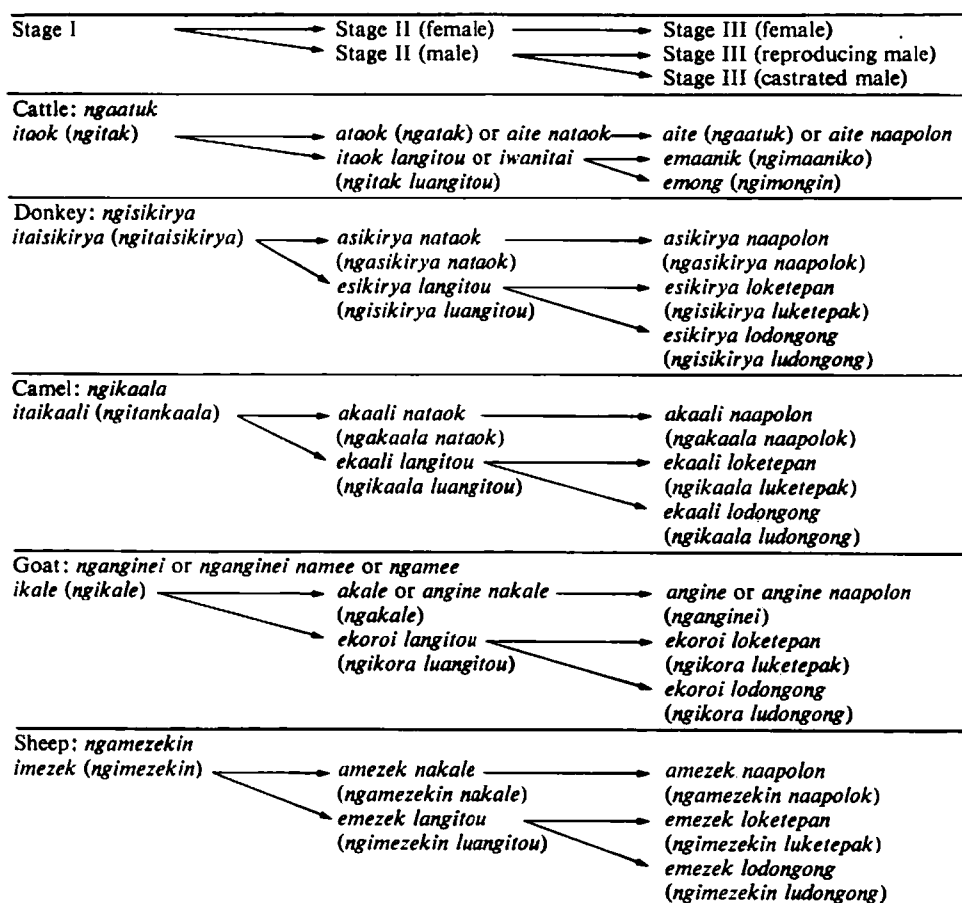 Stage I Stage II (female) Stage III (female)
Stage II (male) Stage III (reproducing male)
Stage III (castrated male)
Cattle: ngaatuk
itaok (ngitak) ataok (ngatak) or aite nataok aite (ngaatuk) or aite naapolon
itaok langitou or iwanitai emaanik (ngimaaniko)
(ngitak luangitou) emong (ngimongin)
Donkey: ngisikirya
itaisikirya (ngitaisikirya) asikirya nataok asikirya naapolon
(ngasikirya nataok) (ngasikirya naapolok)
esikirya langitou esikirya loketepan
(ngisikirya luangitou) (ngisikirya luketepak)
esikirya lodongong
(ngisikirya ludongong)
Camel: ngikaala
itaikaali (ngitankaala) akaali nataok akaali naapolon
(ngakaala nataok) (ngakaala naapolok)
ekaali langitou ekaali loketepan
(ngikaala luangitou) (ngikaala luketepak)
ekaali lodongong
(ngikaala ludongong)
Goat: nganginei or nganginei namee or ngamee
ikale (ngikale) akale or angine nakale angine or angine naapolon
(ngakale) (nganginei)
ekoroi langitou ekoroi loketepan
(ngikora luangitou) (ngikora luketepak)
ekoroi lodongong
(ngikora ludongong)
Sheep: ngamezekin
imezek (ngimezekin) amezek nakale amezek naapolon
(ngamezekin nakale) (ngamezekin naapolok)
emezek langitou emezek loketepan
(ngimezekin luangitou) (ngimezekin luketepak)
emezek lodongong
(ngimezekin ludongong)